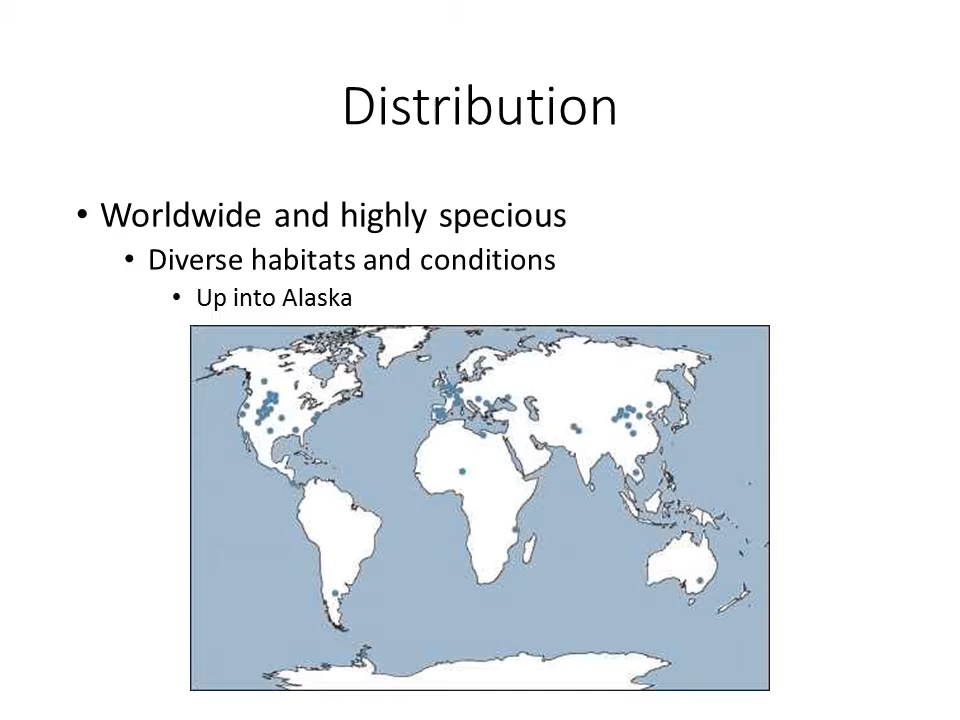 Distribution
• Worldwide and highly specious
• Diverse habitats and conditions
• Up into Alaska